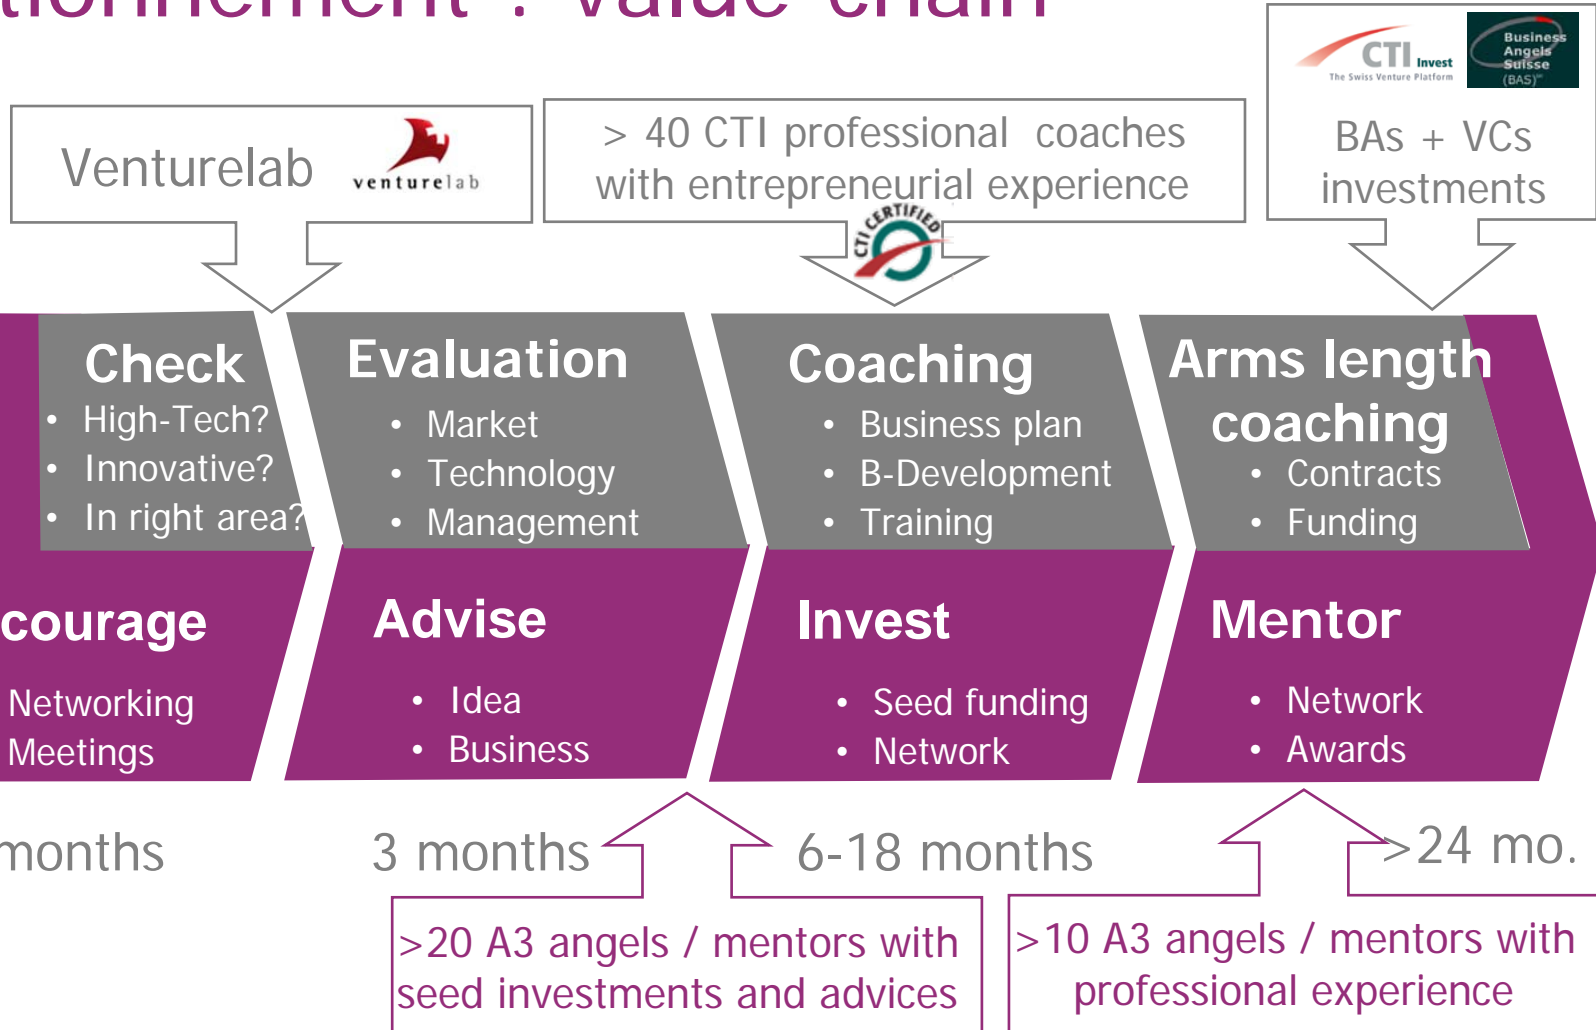 tionnement : value chain
CTI Invest
The Swiss Venture Platform
Business
Angels
Suisse
(BAS)
Venturelab
venturelab
> 40 CTI professional coaches
with entrepreneurial experience
CTI CERTIFIED
BAs + VCs
investments
Check
• High-Tech?
• Innovative?
• In right area?
Evaluation
• Market
• Technology
• Management
Coaching
• Business plan
• B-Development
• Training
Arms length
coaching
• Contracts
• Funding
courage
Networking
Meetings
Advise
• Idea
• Business
Invest
• Seed funding
• Network
Mentor
• Network
• Awards
months
3 months
6-18 months
>24 mo.
>20 A3 angels / mentors with
seed investments and advices
>10 A3 angels / mentors with
professional experience